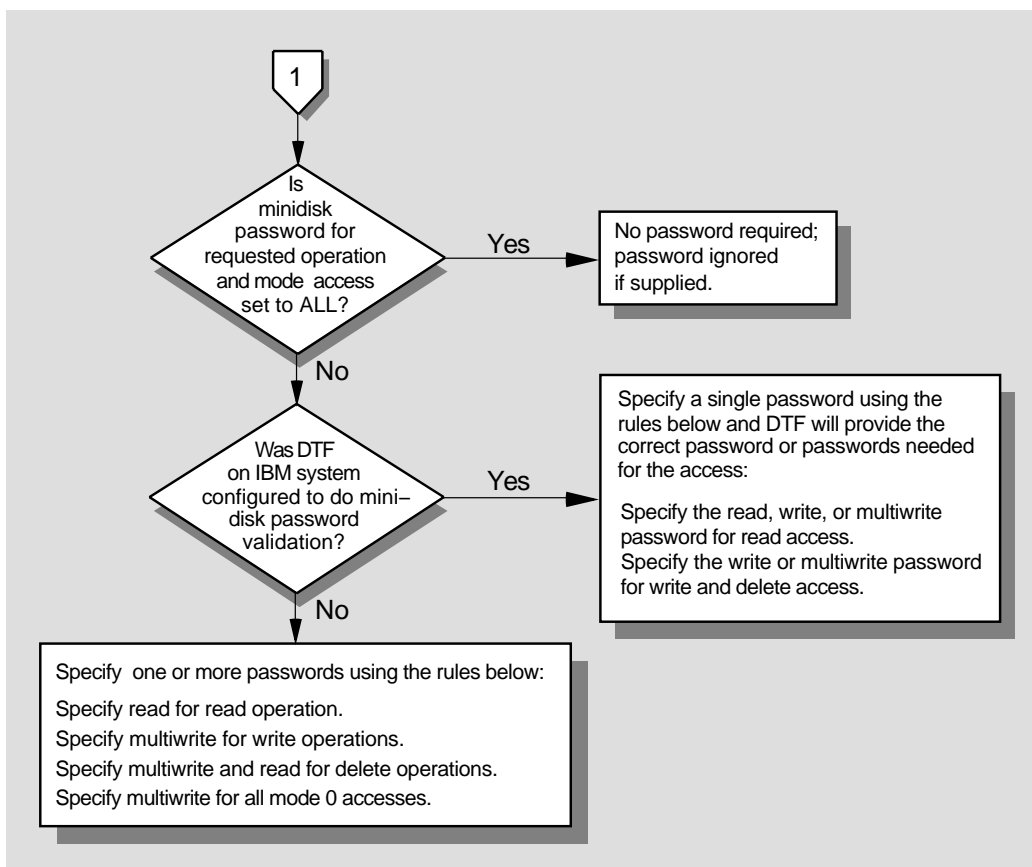 1
Is
minidisk
password for
requested operation
and mode access
set to ALL?
Yes
No password required;
password ignored
if supplied.
No
Was DTF
on IBM system
configured to do mini–
disk password
validation?
Yes
Specify a single password using the
rules below and DTF will provide the
correct password or passwords needed
for the access:
Specify the read, write, or multiwrite
password for read access.
Specify the write or multiwrite password
for write and delete access.
No
Specify one or more passwords using the rules below:
Specify read for read operation.
Specify multiwrite for write operations.
Specify multiwrite and read for delete operations.
Specify multiwrite for all mode 0 accesses.